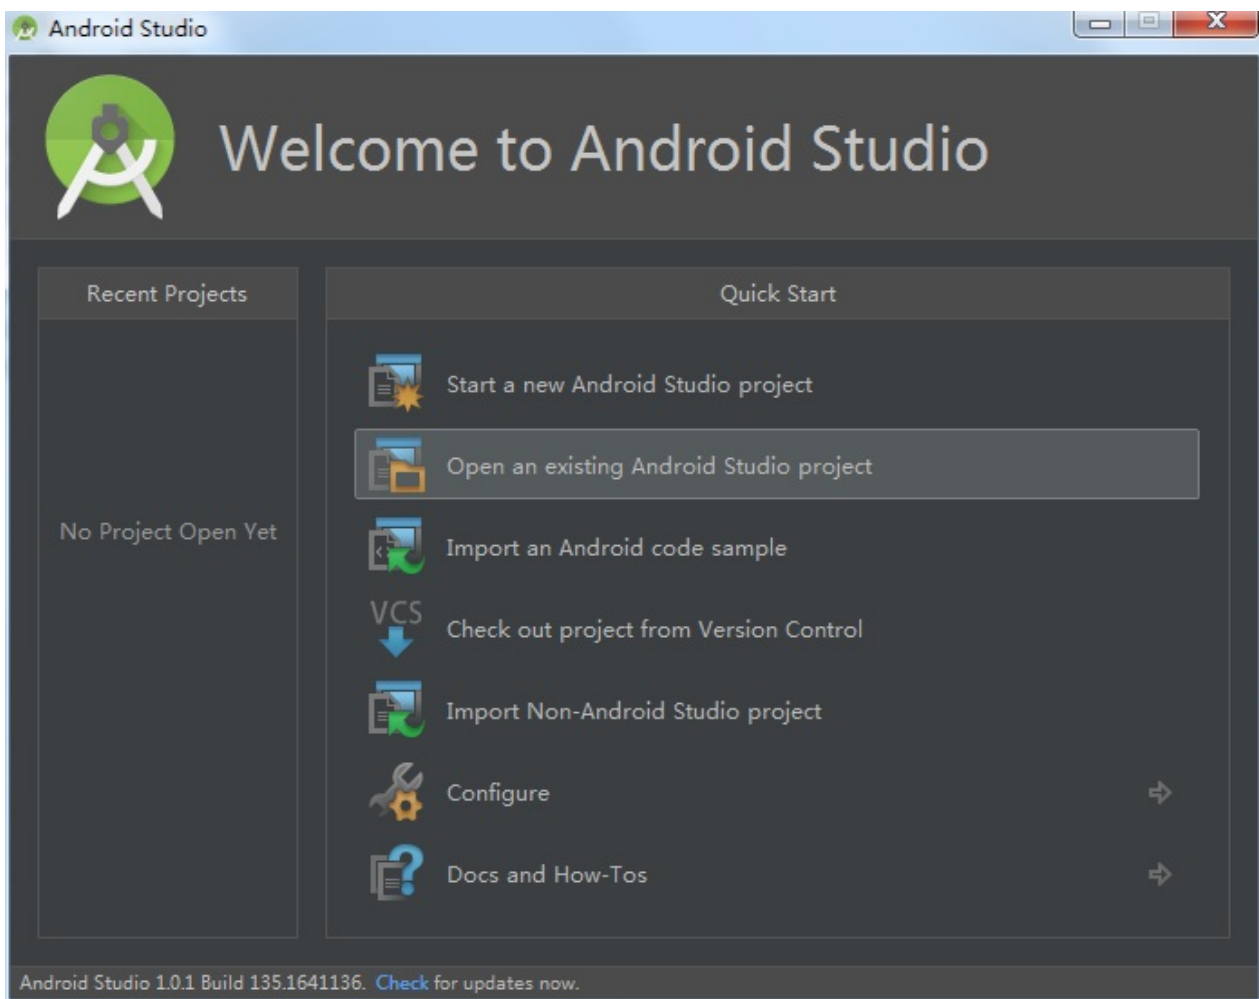 Android Studio
Welcome to Android Studio
Recent Projects
No Project Open Yet
Quick Start
Start a new Android Studio project
Open an existing Android Studio project
Import an Android code sample
VCS
Check out project from Version Control
Import Non-Android Studio project
Configure
Docs and How-Tos
Android Studio 1.0.1 Build 135.1641136. Check for updates now.